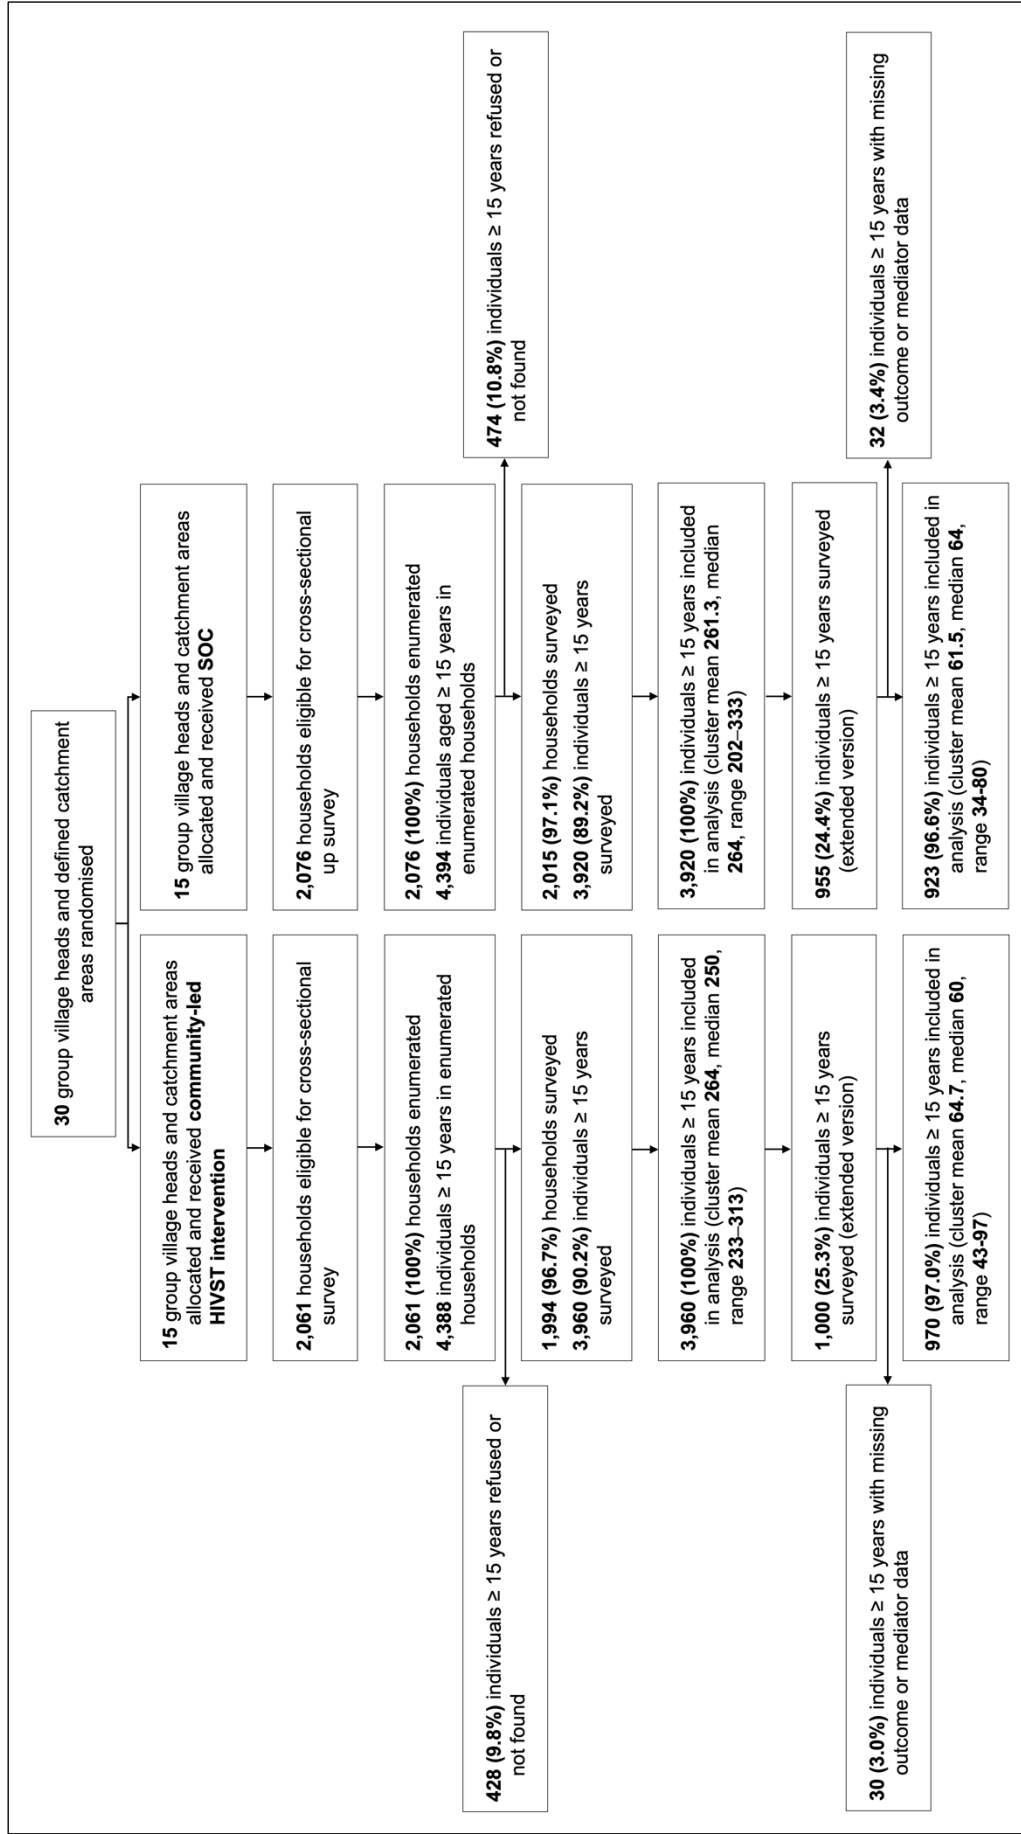 30 group village heads and defined catchment
areas randomised
15 group village heads and catchment areas
allocated and received community-led
HIVST intervention
2,061 households eligible for cross-sectional
survey
2,061 (100%) households enumerated
4,388 individuals ≥ 15 years in enumerated
households
428 (9.8%) individuals ≥ 15 years refused or
not found
1,994 (96.7%) households surveyed
3,960 (90.2%) individuals ≥ 15 years
surveyed
3,960 (100%) individuals ≥ 15 years included
in analysis (cluster mean 264, median 250,
range 233–313)
1,000 (25.3%) individuals ≥ 15 years
surveyed (extended version)
30 (3.0%) individuals ≥ 15 years with missing
outcome or mediator data
970 (97.0%) individuals ≥ 15 years included in
analysis (cluster mean 64.7, median 60,
range 43-97)
15 group village heads and catchment areas
allocated and received SOC
2,076 households eligible for cross-sectional
up survey
2,076 (100%) households enumerated
4,394 individuals aged ≥ 15 years in
enumerated households
474 (10.8%) individuals ≥ 15 years refused or
not found
2,015 (97.1%) households surveyed
3,920 (89.2%) individuals ≥ 15 years
surveyed
3,920 (100%) individuals ≥ 15 years included
in analysis (cluster mean 261.3, median
264, range 202–333)
955 (24.4%) individuals ≥ 15 years surveyed
(extended version)
32 (3.4%) individuals ≥ 15 years with missing
outcome or mediator data
923 (96.6%) individuals ≥ 15 years included in
analysis (cluster mean 61.5, median 64,
range 34-80)